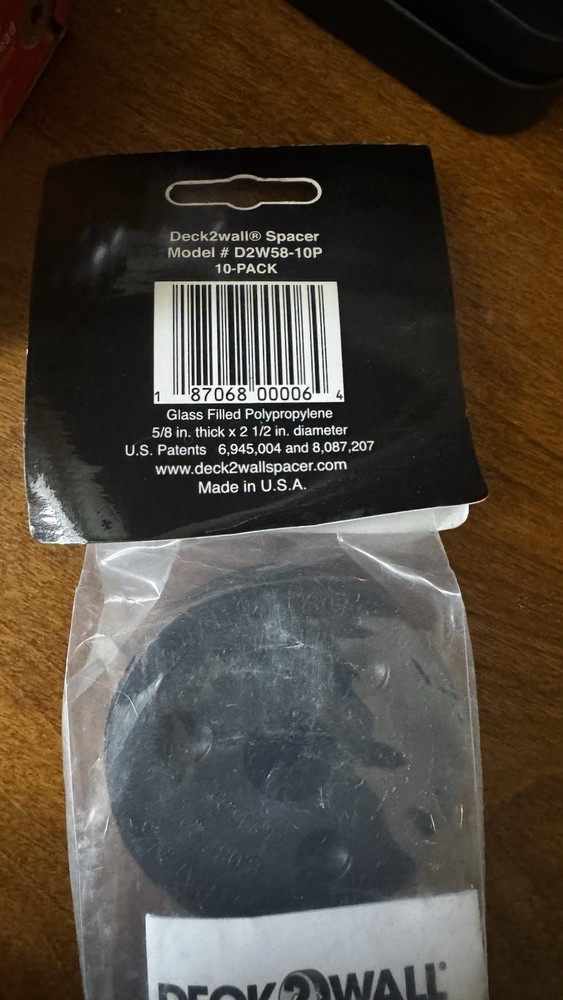 Deck2wall® Spacer
Model # D2W58-10P
10-PACK
1 87068 00006 4
Glass Filled Polypropylene
5/8 in. thick x 2 1/2 in. diameter
U.S. Patents 6,945,004 and 8,087,207
www.deck2wallspacer.com
Made in U.S.A.
DECK2WALL®